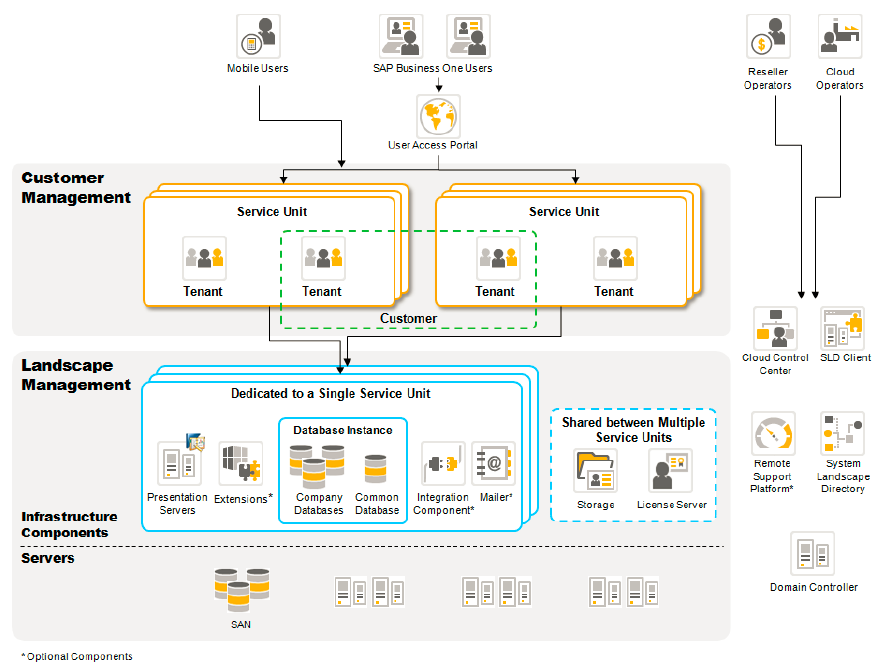 Mobile Users
SAP Business One Users
Reseller
Operators
Cloud
Operators
User Access Portal
Customer
Management
Service Unit
Service Unit
Tenant
Tenant
Tenant
Tenant
Customer
Cloud Control
Center
SLD Client
Landscape
Management
Dedicated to a Single Service Unit
Database Instance
Presentation
Servers
Extensions*
Company
Databases
Common
Database
Integration
Component*
Mailer*
Shared between Multiple
Service Units
Storage
License Server
Remote
Support
Platform*
System
Landscape
Directory
Infrastructure
Components
Servers
SAN
Domain Controller
* Optional Components